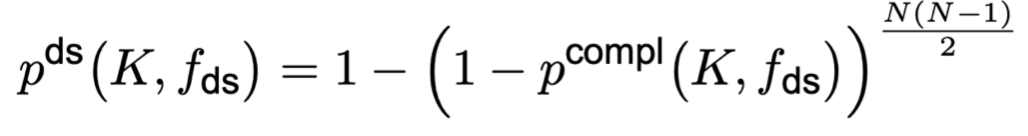 p^ds(K, f_ds) = 1 − (1 − p^compl(K, f_ds))^(N(N−1)/2)